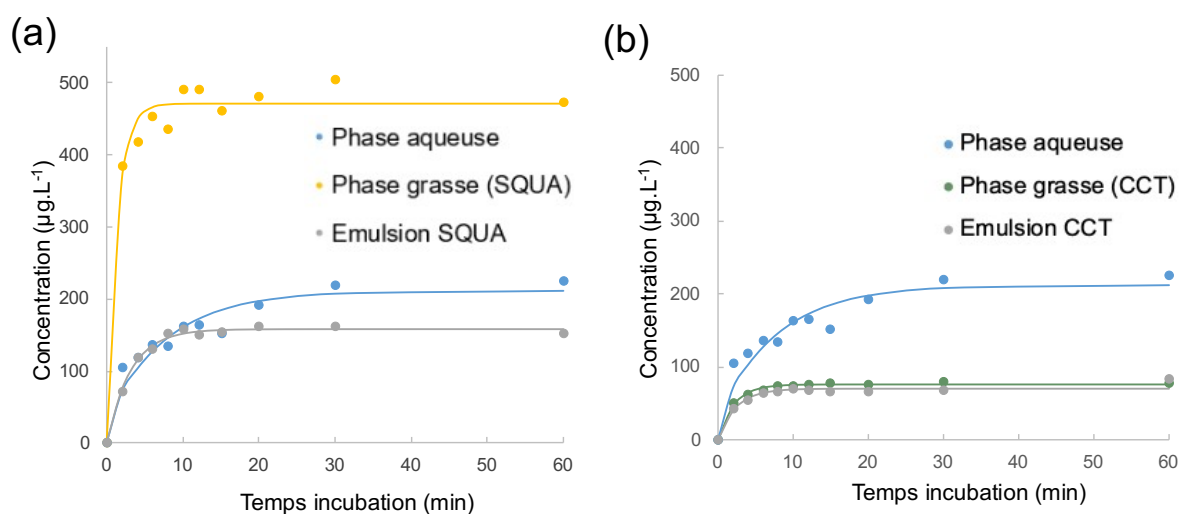 (a)
500
400
300
200
100
0
Concentration (µg.L⁻¹)
Phase aqueuse
Phase grasse (SQUA)
Emulsion SQUA
0 10 20 30 40 50 60
Temps incubation (min)
(b)
500
400
300
200
100
0
Concentration (µg.L⁻¹)
Phase aqueuse
Phase grasse (CCT)
Emulsion CCT
0 10 20 30 40 50 60
Temps incubation (min)